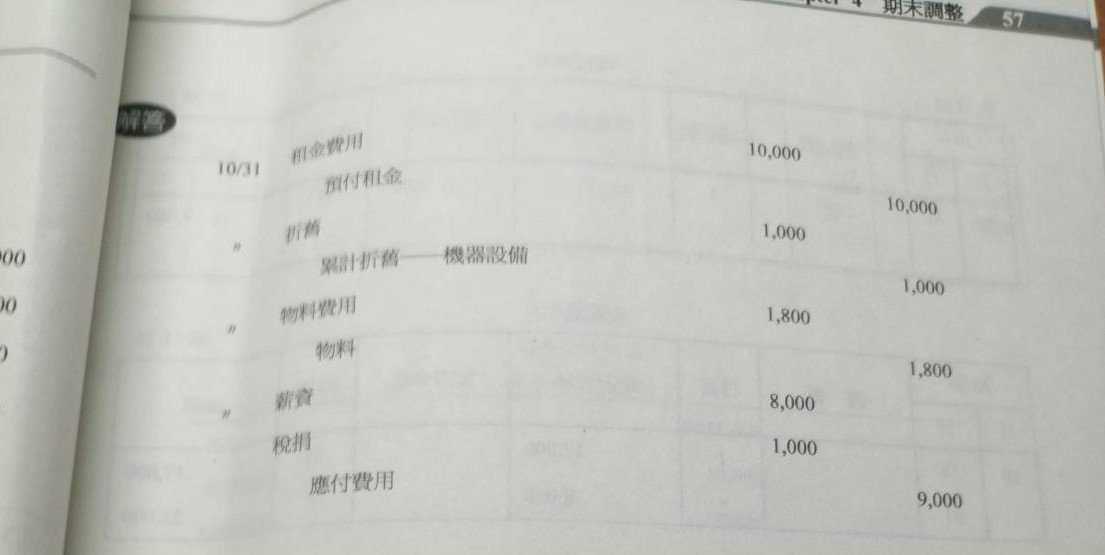 4 期末調整 57
解答
10/31 租金費用 10,000
預付租金 10,000
〃 折舊 1,000
累計折舊——機器設備 1,000
〃 物料費用 1,800
物料 1,800
〃 薪資 8,000
稅捐 1,000
應付費用 9,000